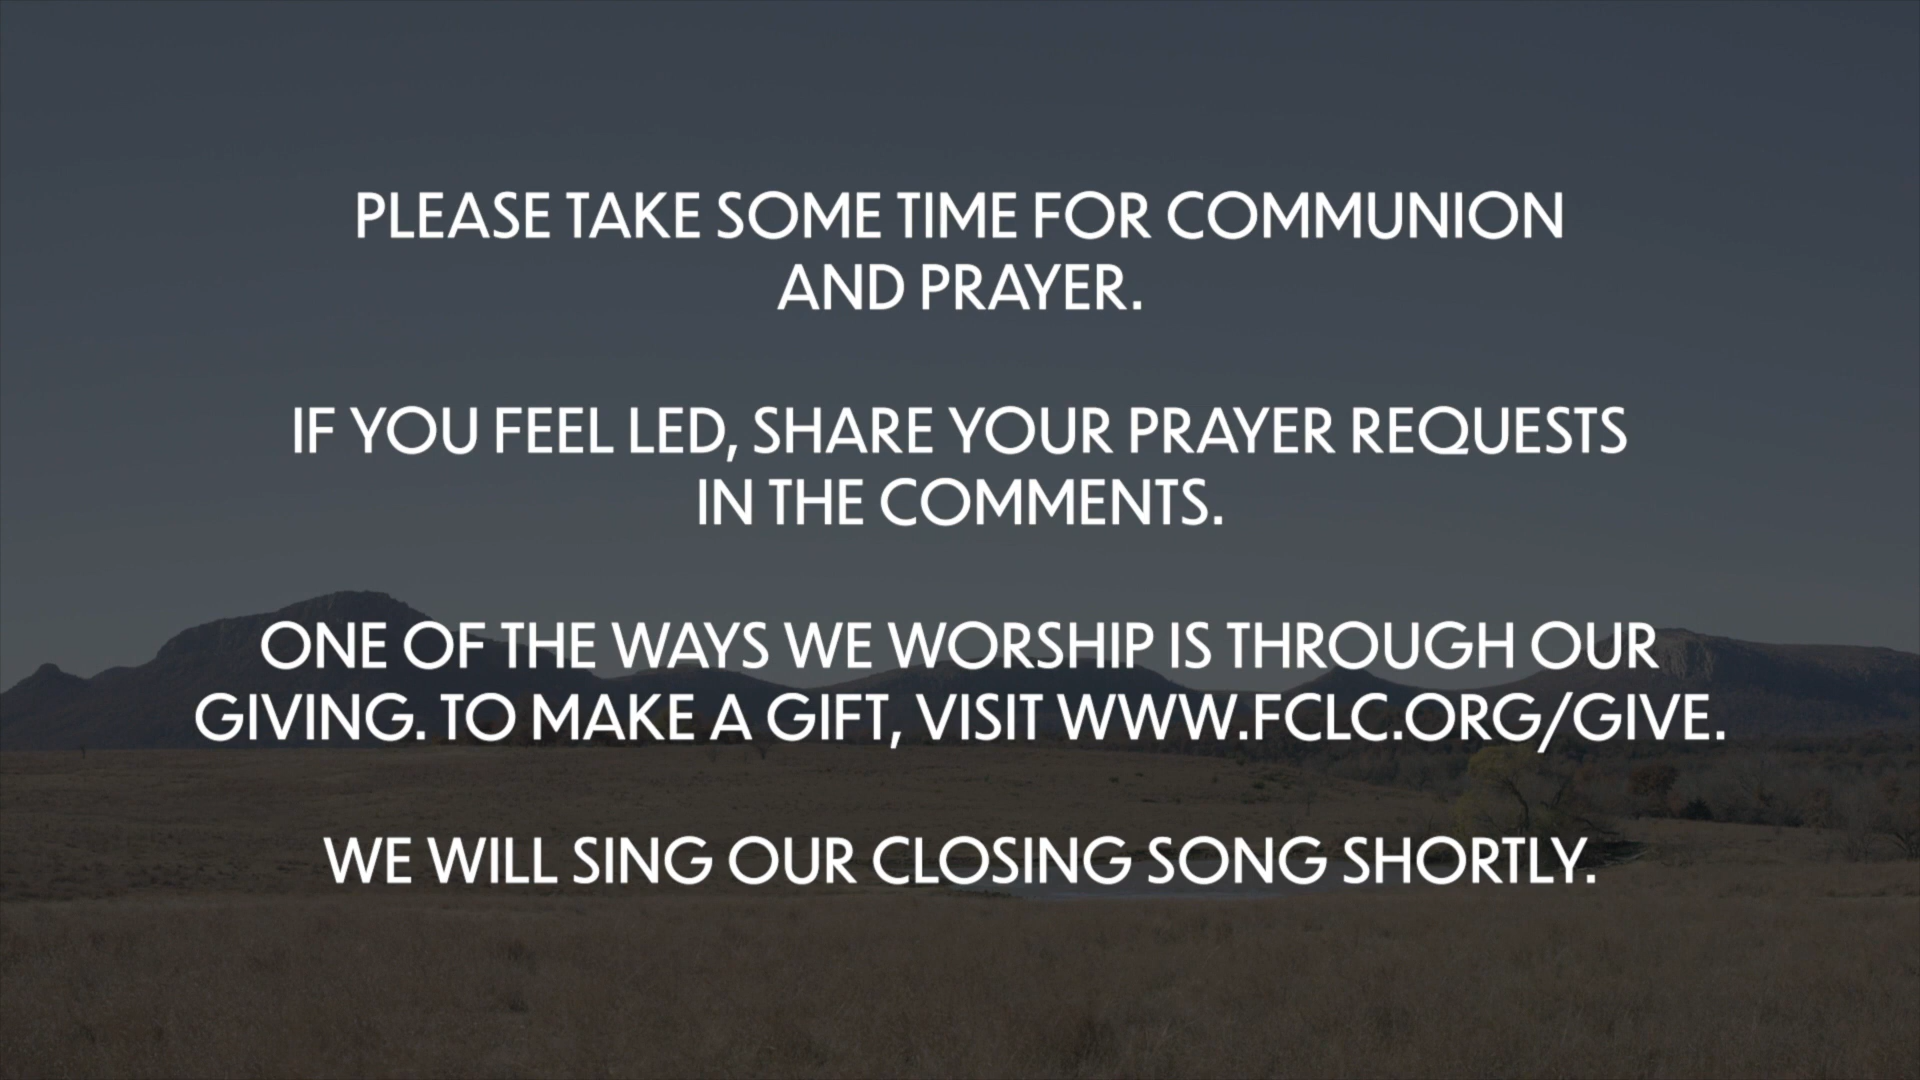 PLEASE TAKE SOME TIME FOR COMMUNION
AND PRAYER.
IF YOU FEEL LED, SHARE YOUR PRAYER REQUESTS
IN THE COMMENTS.
ONE OF THE WAYS WE WORSHIP IS THROUGH OUR
GIVING. TO MAKE A GIFT, VISIT WWW.FCLC.ORG/GIVE.
WE WILL SING OUR CLOSING SONG SHORTLY.